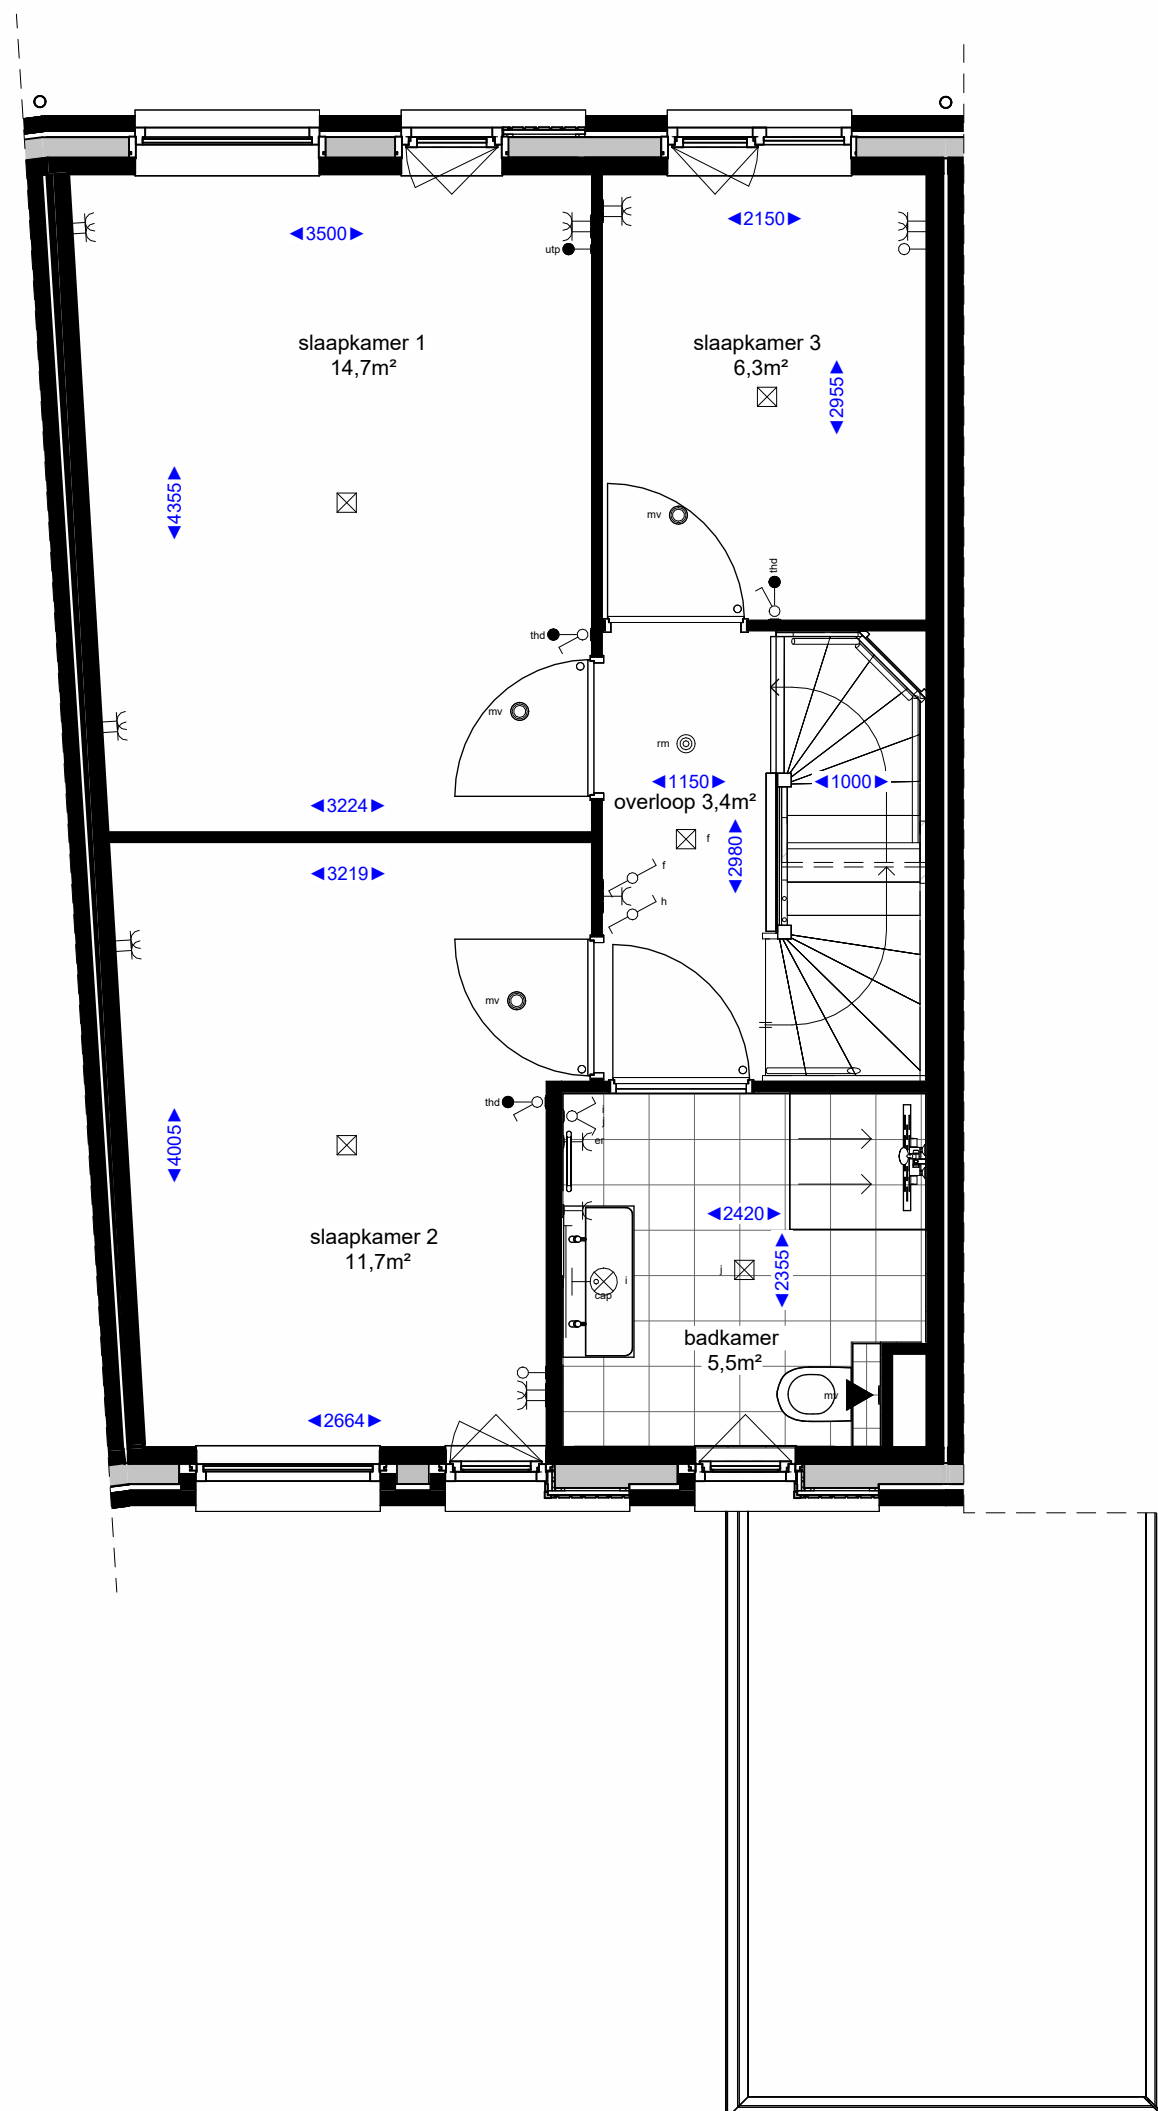 3500
2150
utp
slaapkamer 1
14,7m²
slaapkamer 3
6,3m²
2955
4355
mv
thd
thd
mv
rm
1150
1000
overloop 3,4m²
3224
f
2980
3219
f
h
mv
thd
i
j
er
4005
2420
2355
slaapkamer 2
11,7m²
j
i
cap
badkamer
5,5m²
mv
2664